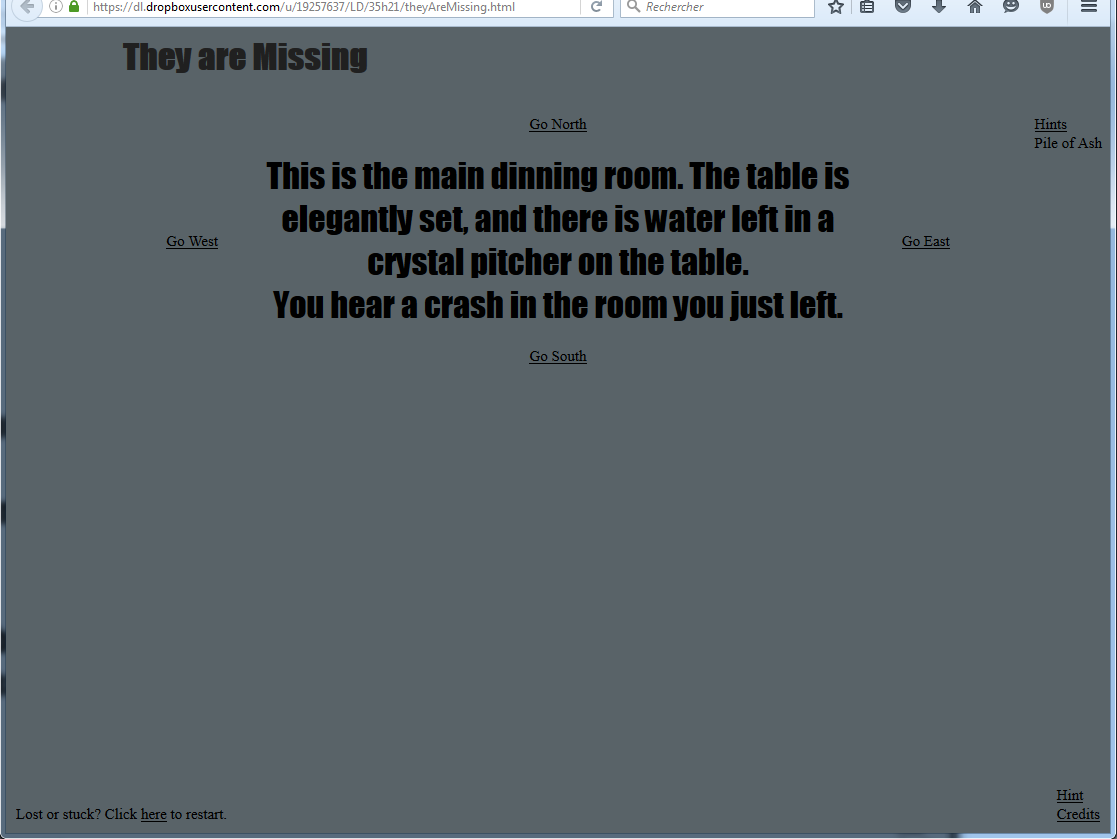 https://dl.dropboxusercontent.com/u/19257637/LD/35h21/theyAreMissing.html
Rechercher
They are Missing
Go North
Hints
Pile of Ash
This is the main dinning room. The table is
elegantly set, and there is water left in a
crystal pitcher on the table.
You hear a crash in the room you just left.
Go West
Go East
Go South
Hint
Lost or stuck? Click here to restart.
Credits